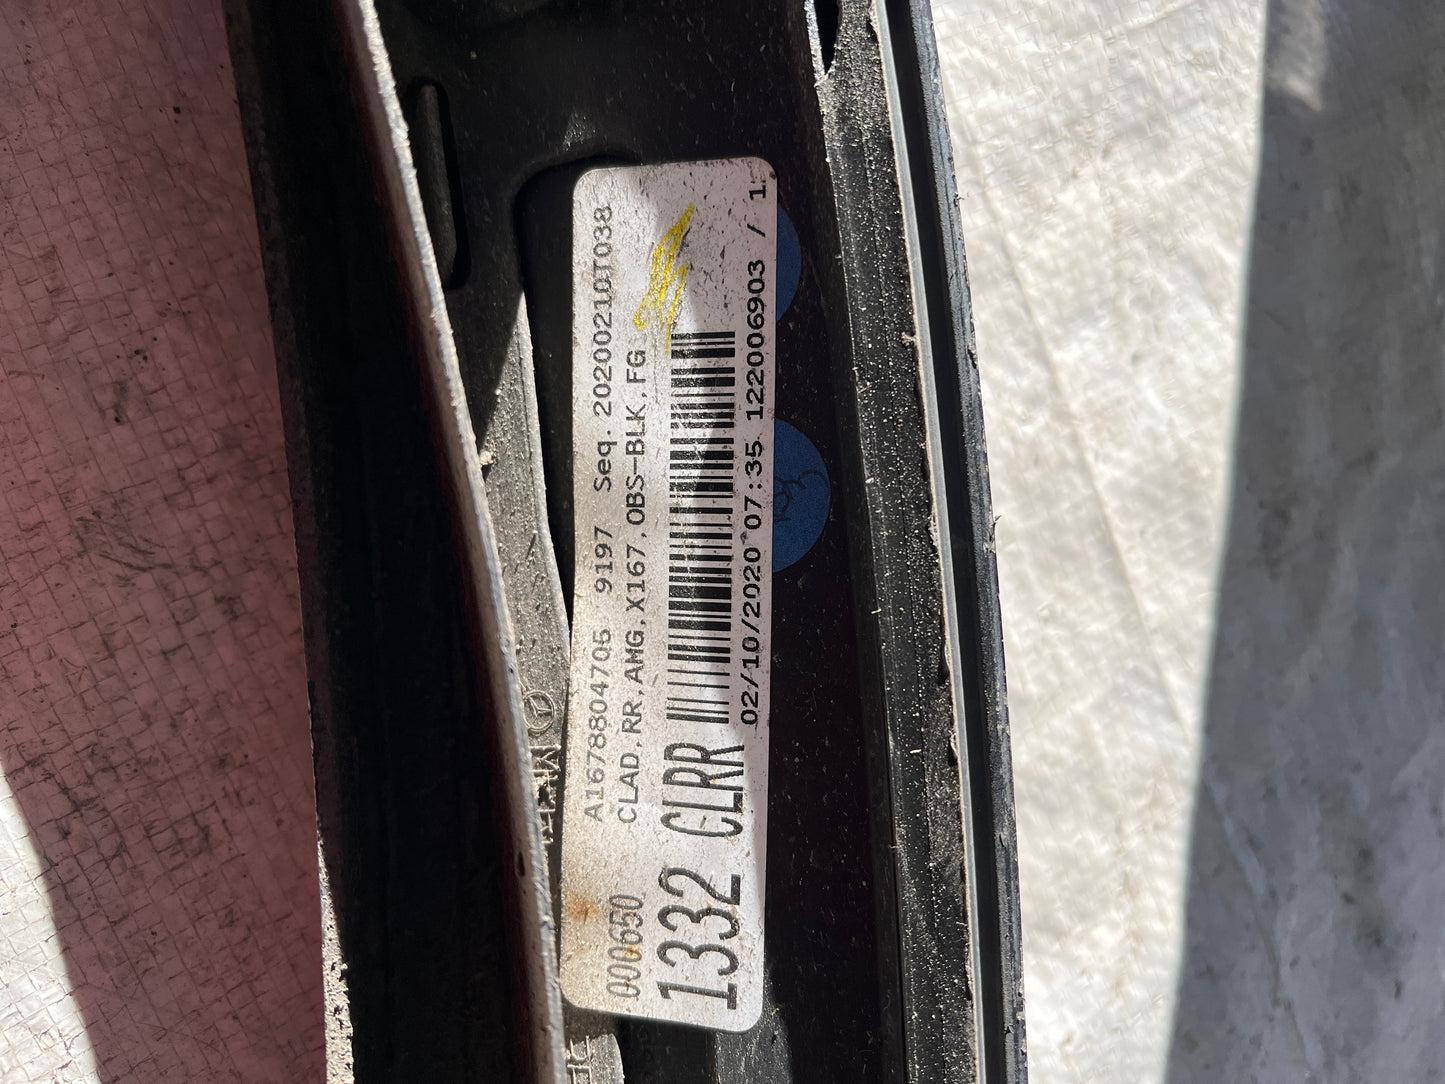 000650 A1678804705 9197 Seq. 20200210T038
CLAD,RR,AMG,X167,OBS-BLK,FG
1332 CLRR
02/10/2020 07:35 122006903 / 1